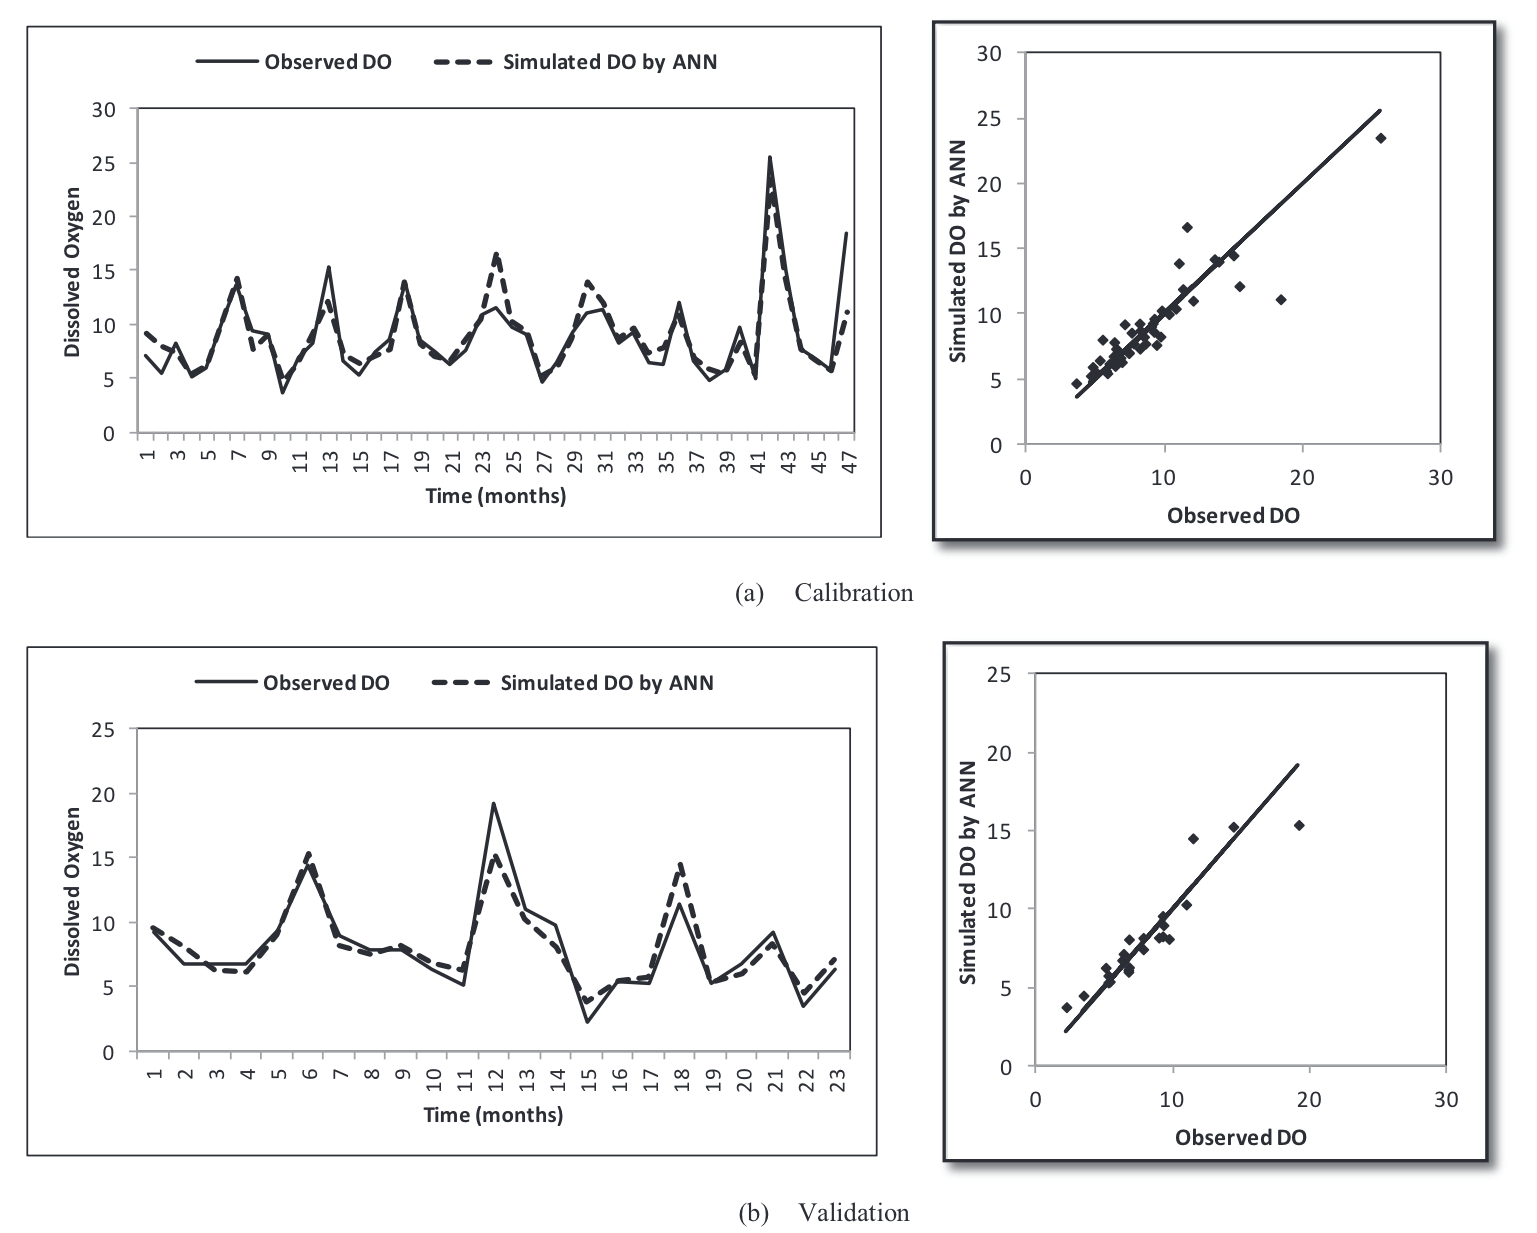 Observed DO   Simulated DO by ANN
30
25
20
15
10
5
0
Dissolved Oxygen
1 3 5 7 9 11 13 15 17 19 21 23 25 27 29 31 33 35 37 39 41 43 45 47
Time (months)
30
25
20
15
10
5
0
Simulated DO by ANN
0 10 20 30
Observed DO
(a) Calibration
Observed DO   Simulated DO by ANN
25
20
15
10
5
0
Dissolved Oxygen
1 2 3 4 5 6 7 8 9 10 11 12 13 14 15 16 17 18 19 20 21 22 23
Time (months)
25
20
15
10
5
0
Simulated DO by ANN
0 10 20 30
Observed DO
(b) Validation